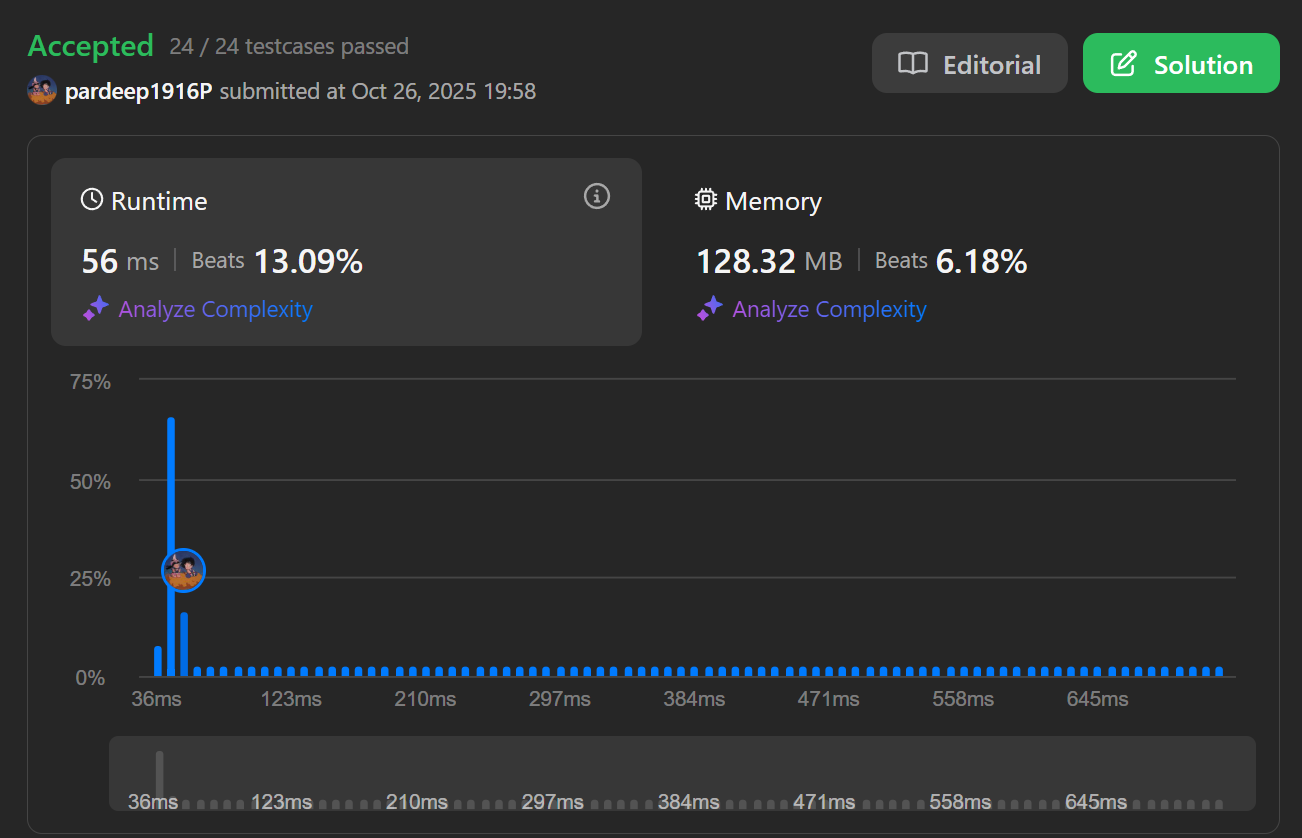 Accepted 24 / 24 testcases passed
pardeep1916P submitted at Oct 26, 2025 19:58
Editorial
Solution
Runtime
56 ms Beats 13.09%
Analyze Complexity
Memory
128.32 MB Beats 6.18%
Analyze Complexity
75%
50%
25%
0%
36ms 123ms 210ms 297ms 384ms 471ms 558ms 645ms
36ms 123ms 210ms 297ms 384ms 471ms 558ms 645ms